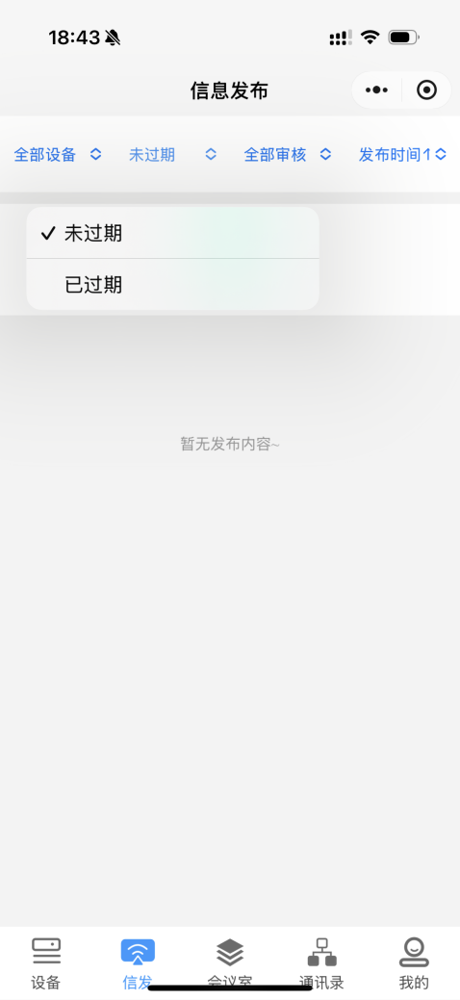 18:43
信息发布
全部设备 未过期 全部审核 发布时间↑
未过期
已过期
暂无发布内容~
设备 信发 会议室 通讯录 我的